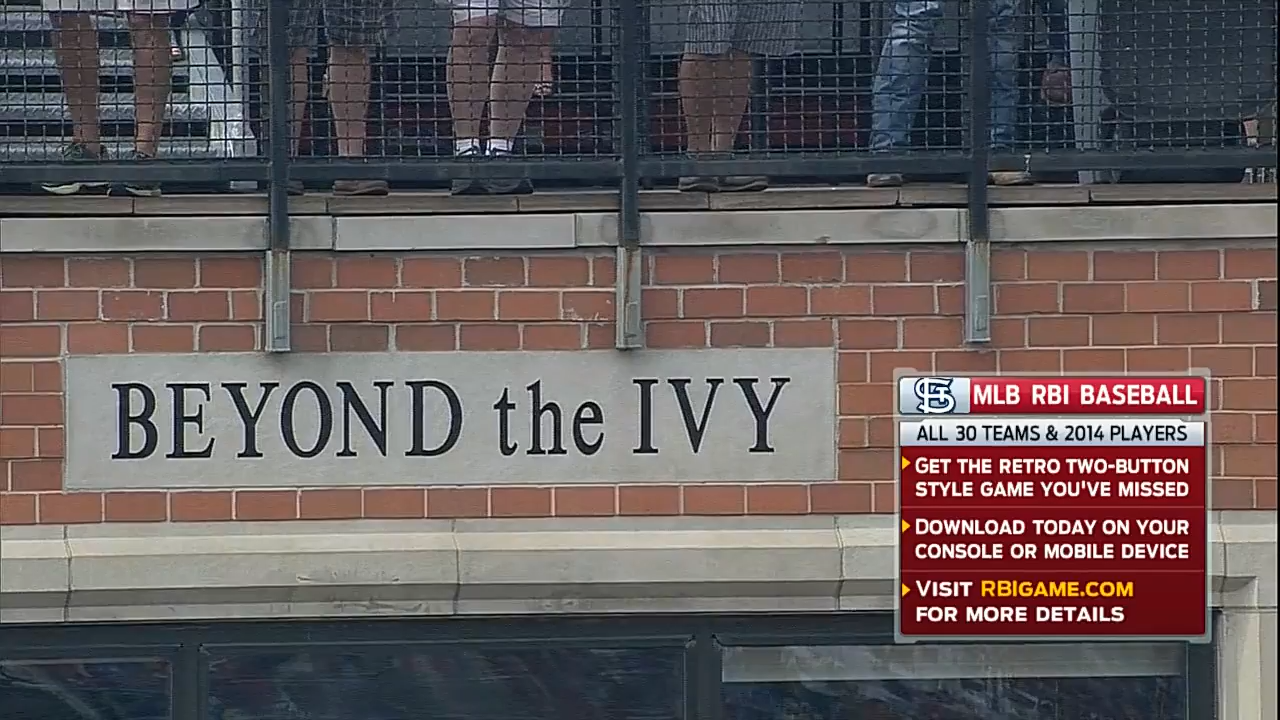 BEYOND the IVY
STL MLB RBI BASEBALL
ALL 30 TEAMS & 2014 PLAYERS
GET THE RETRO TWO-BUTTON
STYLE GAME YOU'VE MISSED
DOWNLOAD TODAY ON YOUR
CONSOLE OR MOBILE DEVICE
VISIT RBIGAME.COM
FOR MORE DETAILS